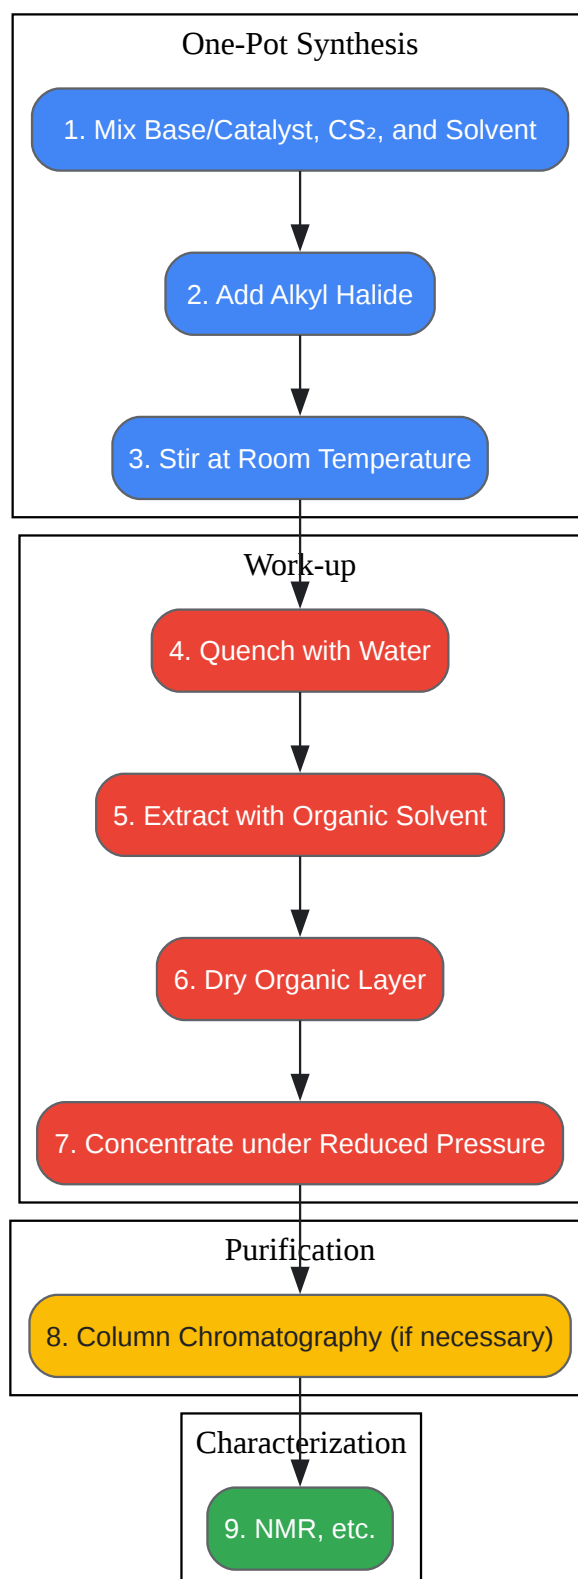 One-Pot Synthesis
1. Mix Base/Catalyst, CS₂, and Solvent
2. Add Alkyl Halide
3. Stir at Room Temperature
Work-up
4. Quench with Water
5. Extract with Organic Solvent
6. Dry Organic Layer
7. Concentrate under Reduced Pressure
Purification
8. Column Chromatography (if necessary)
Characterization
9. NMR, etc.